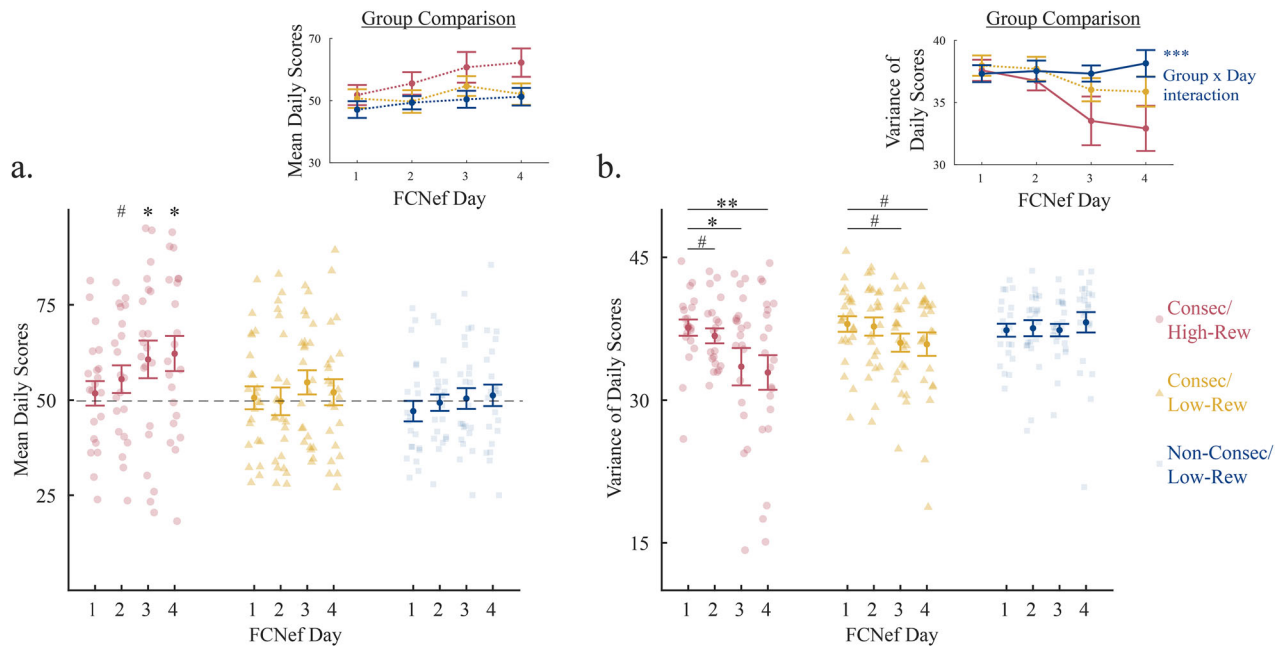 a.
Group Comparison
Mean Daily Scores
70
50
30
1 2 3 4
FCNef Day
# * *
Mean Daily Scores
75
50
25
1 2 3 4 1 2 3 4 1 2 3 4
FCNef Day
b.
Group Comparison
Variance of
Daily Scores
40
35
30
1 2 3 4
FCNef Day
***
Group x Day
interaction
**
*
#
#
#
Variance of Daily Scores
45
30
15
1 2 3 4 1 2 3 4 1 2 3 4
FCNef Day
Consec/
High-Rew
Consec/
Low-Rew
Non-Consec/
Low-Rew